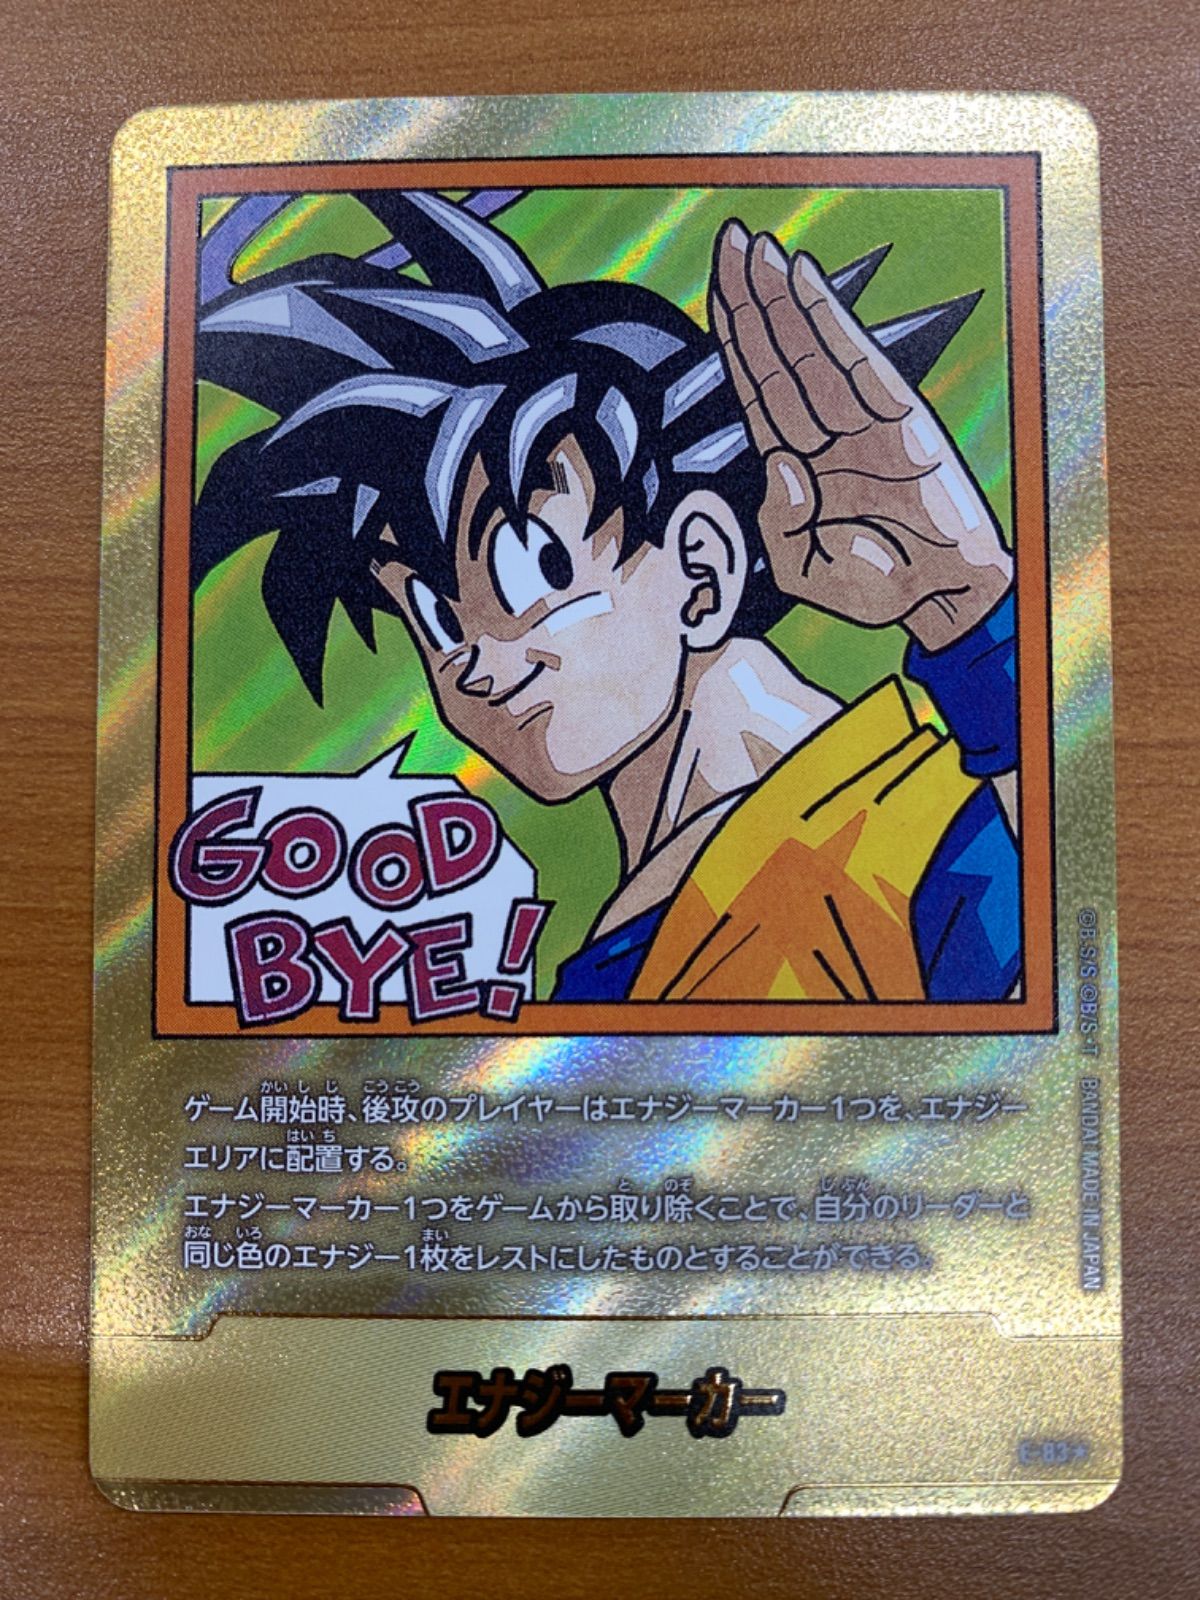 GOOD
BYE!
ゲーム開始時、後攻のプレイヤーはエナジーマーカー1つを、エナジー
エリアに配置する。
エナジーマーカー1つをゲームから取り除くことで、自分のリーダーと
同じ色のエナジー1枚をレストにしたものとすることができる。
©B.S/S ©B/S・T BANDAI MADE IN JAPAN
エナジーマーカー
E-83★